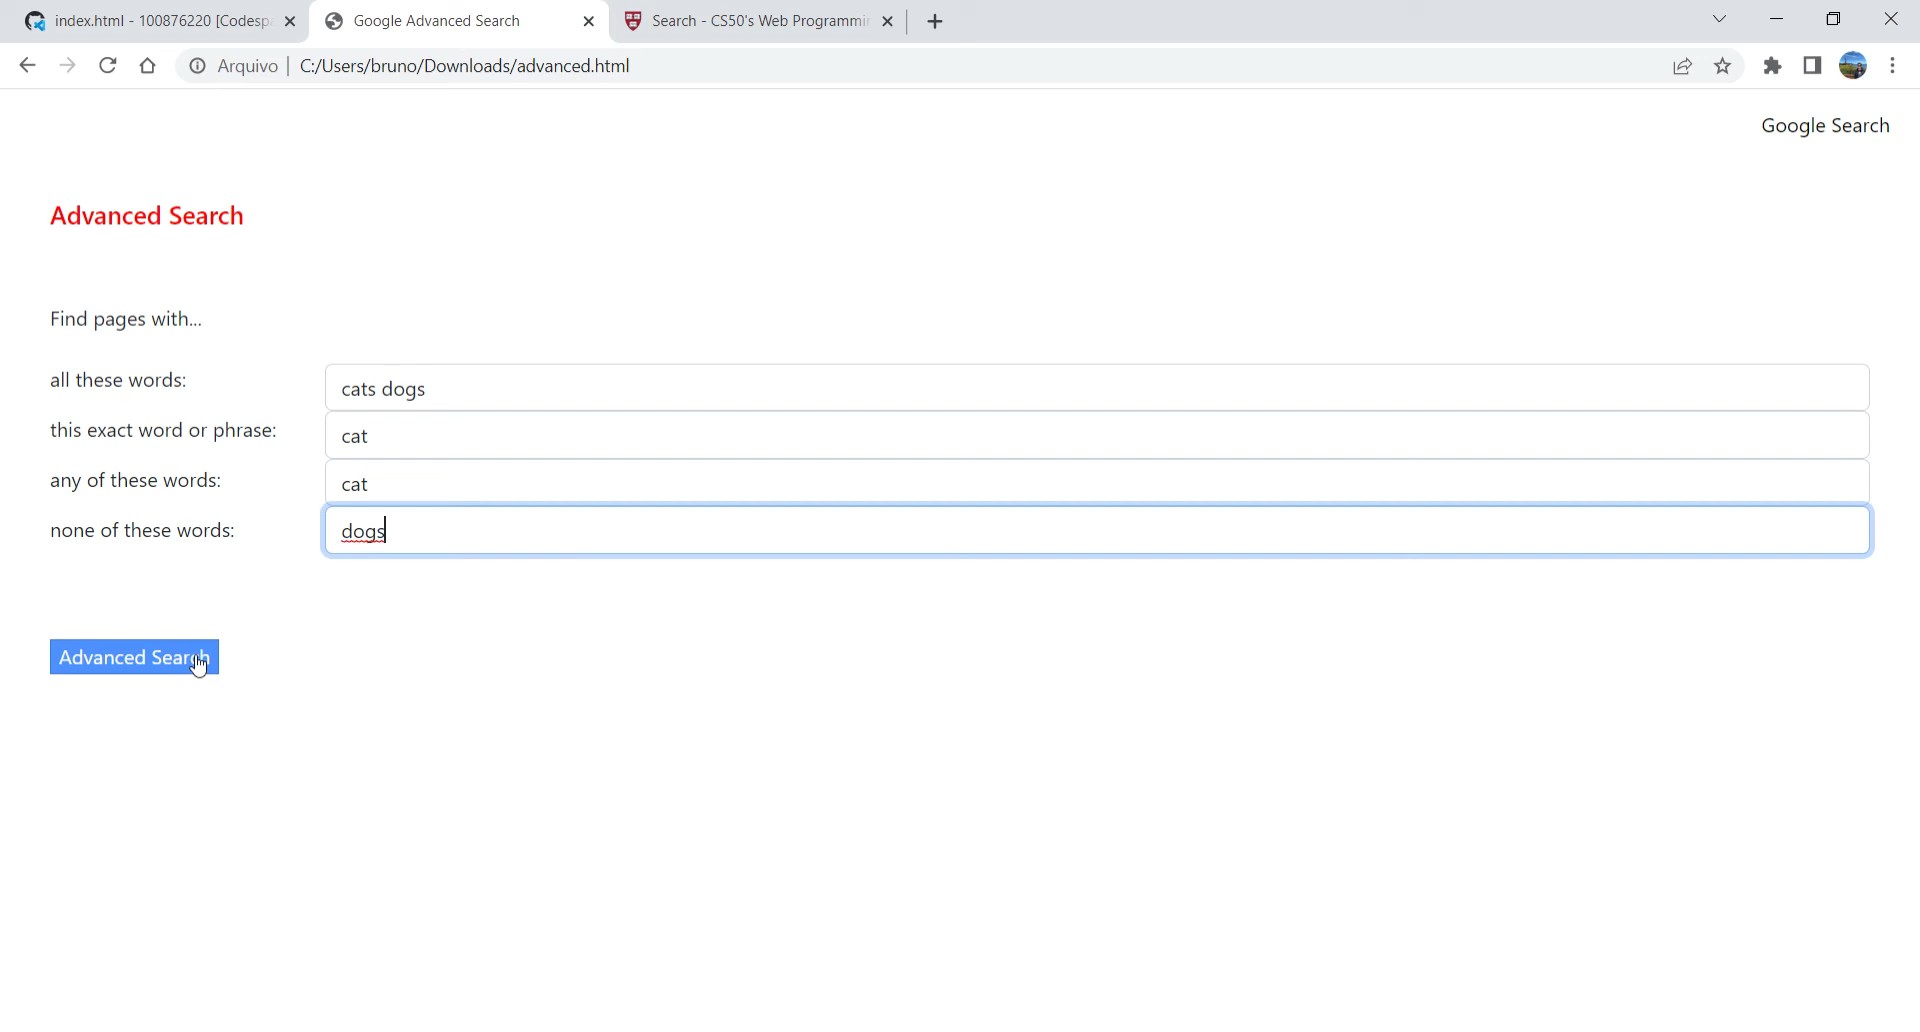 index.html - 100876220 [Codesp
Google Advanced Search
Search - CS50's Web Programmi
Arquivo
C:/Users/bruno/Downloads/advanced.html
Google Search
Advanced Search
Find pages with...
all these words:
cats dogs
this exact word or phrase:
cat
any of these words:
cat
none of these words:
dogs
Advanced Search